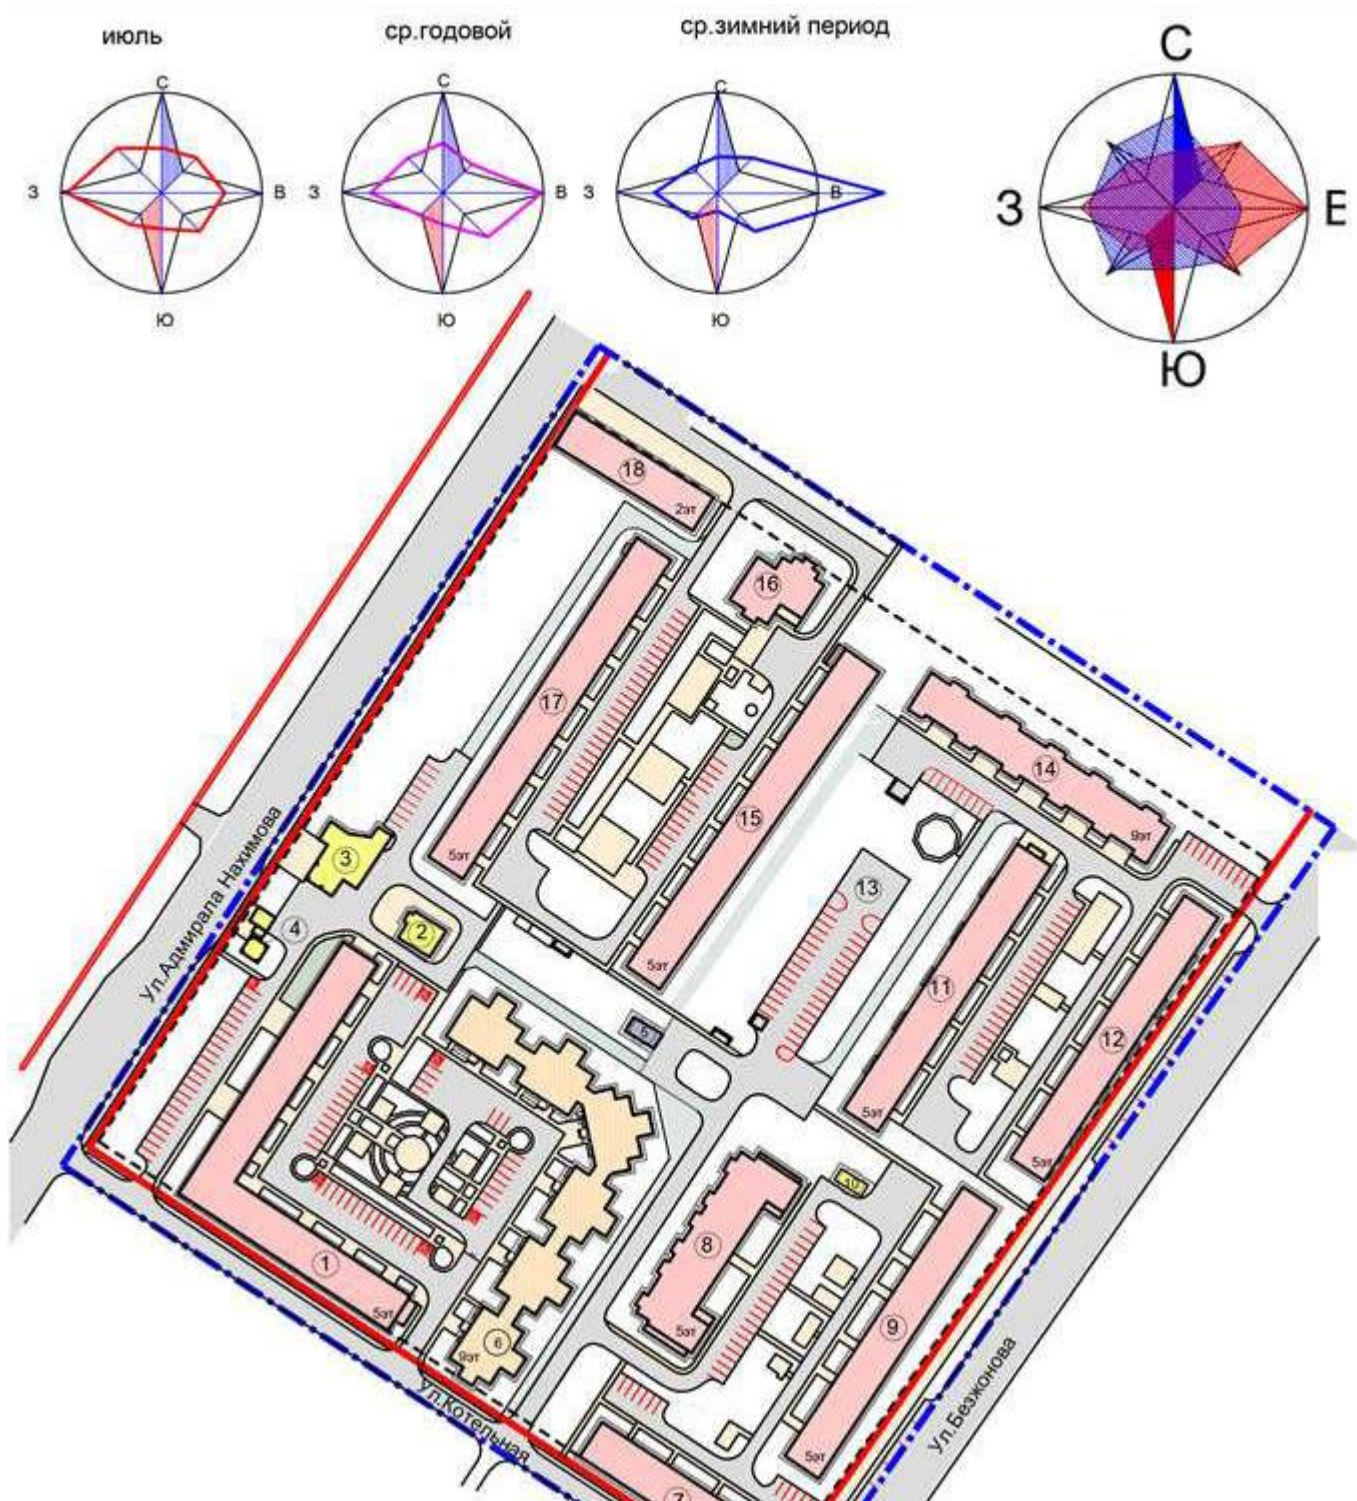 июль
ср.годовой
ср.зимний период
С
С
С
С
З
В
З
В
З
В
З
Е
Ю
Ю
Ю
Ю
18
2эт
16
17
15
14
9эт
5эт
3
13
2
4
11
12
5эт
5
5эт
5эт
8
1
9
5эт
5эт
6
9эт
5эт
7
Ул.Адмирала Нахимова
Ул.Котельная
Ул.Безжонова